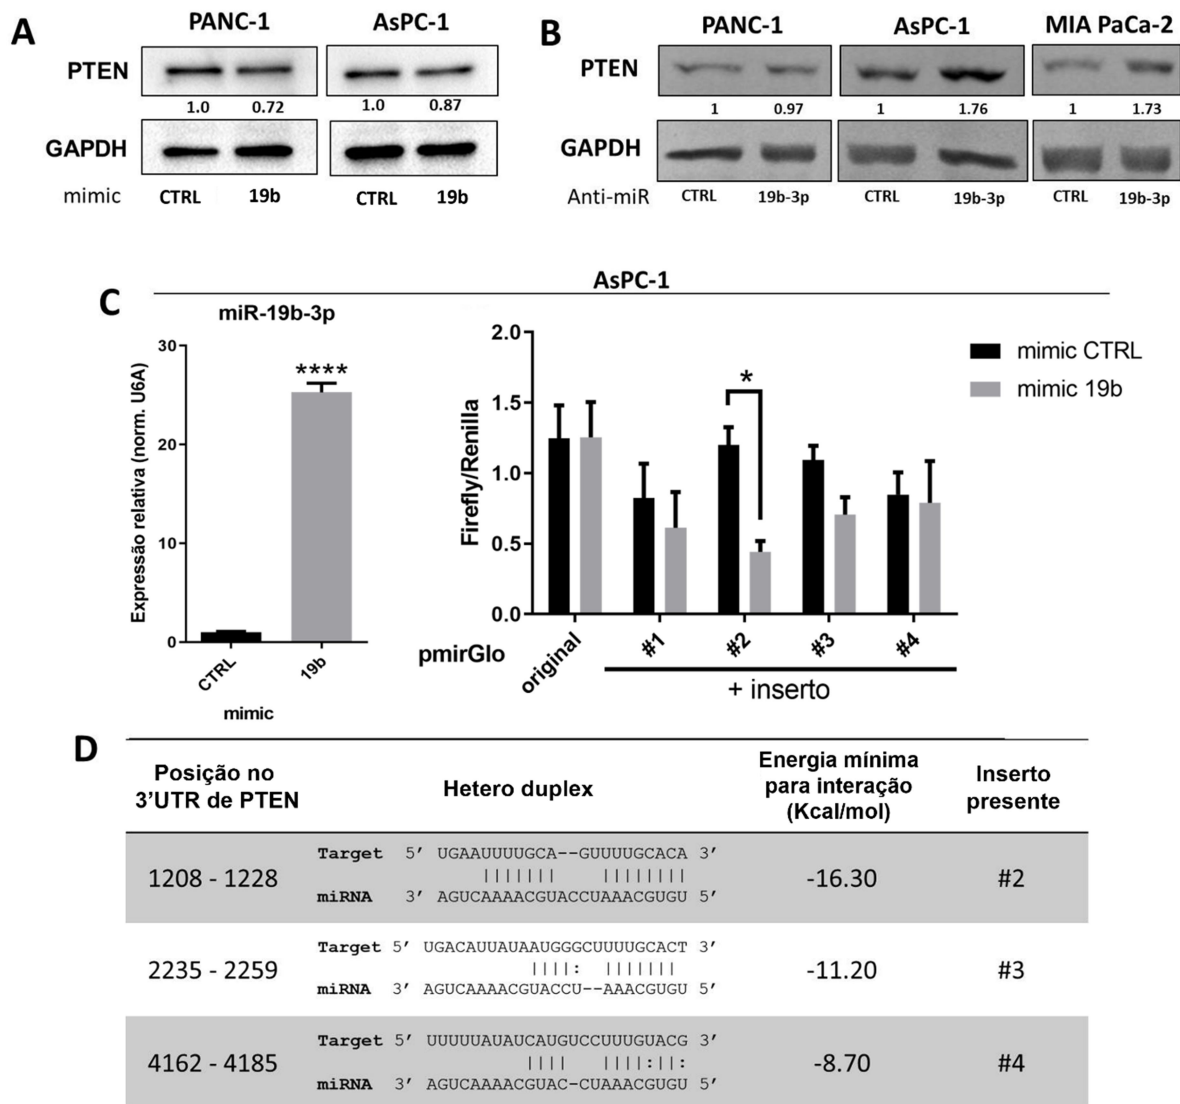 A
PANC-1 AsPC-1
PTEN
1.0 0.72 1.0 0.87
GAPDH
mimic CTRL 19b CTRL 19b
B
PANC-1 AsPC-1 MIA PaCa-2
PTEN
1 0.97 1 1.76 1 1.73
GAPDH
Anti-miR CTRL 19b-3p CTRL 19b-3p CTRL 19b-3p
AsPC-1
C
miR-19b-3p
Expressão relativa (norm. U6A)
30
20
10
0
****
CTRL 19b
mimic
Firefly/Renilla
2.0
1.5
1.0
0.5
0.0
*
mimic CTRL
mimic 19b
pmirGlo original #1 #2 #3 #4
+ inserto
D
Posição no
3’UTR de PTEN
Hetero duplex
Energia mínima
para interação
(Kcal/mol)
Inserto
presente
Target 5’ UGAAUUUUGCA--GUUUUGCACA 3’
1208 - 1228 ||||||| |||||||| -16.30 #2
miRNA 3’ AGUCAAAACGUACCUAAACGUGU 5’
Target 5’ UGACAUUAUAAUGGGCUUUUGCACT 3’
2235 - 2259 ||||: ||||||| -11.20 #3
miRNA 3’ AGUCAAAACGUACCU--AAACGUGU 5’
Target 5’ UUUUUAUAUCAUGUCCUUUGUACG 3’
4162 - 4185 |||| ||||:||: -8.70 #4
miRNA 3’ AGUCAAAACGUAC-CUAAACGUGU 5’